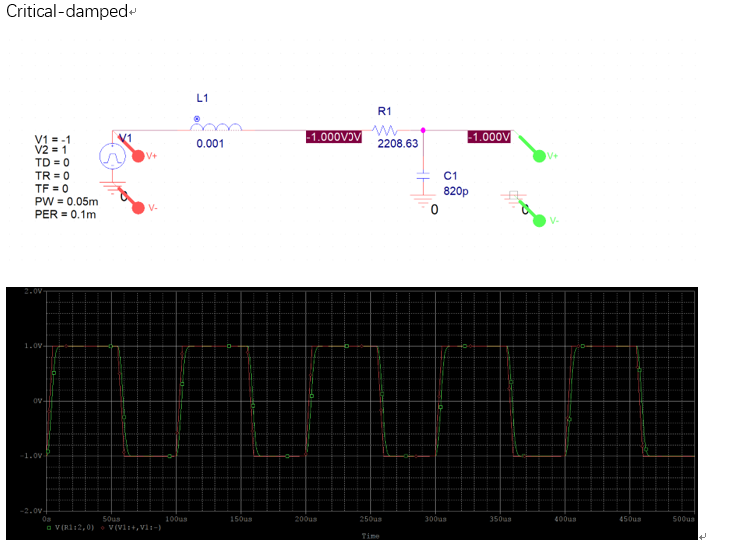 Critical-damped
L1
0.001
R1
2208.63
-1.000V
-1.000V
V1
V1 = -1
V2 = 1
TD = 0
TR = 0
TF = 0
PW = 0.05m
PER = 0.1m
V+
V-
0
C1
820p
0
V+
V-
0
2.0V
1.0V
0V
-1.0V
-2.0V
0s 50us 100us 150us 200us 250us 300us 350us 400us 450us 500us
V(R1:2,0) V(V1:+,V1:-)
Time